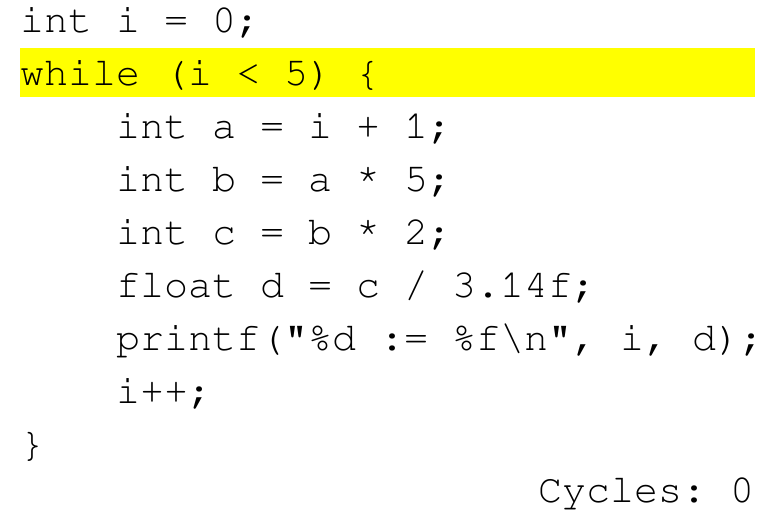 int i = 0;
while (i < 5) {
    int a = i + 1;
    int b = a * 5;
    int c = b * 2;
    float d = c / 3.14f;
    printf("%d := %f\n", i, d);
    i++;
}
Cycles: 0